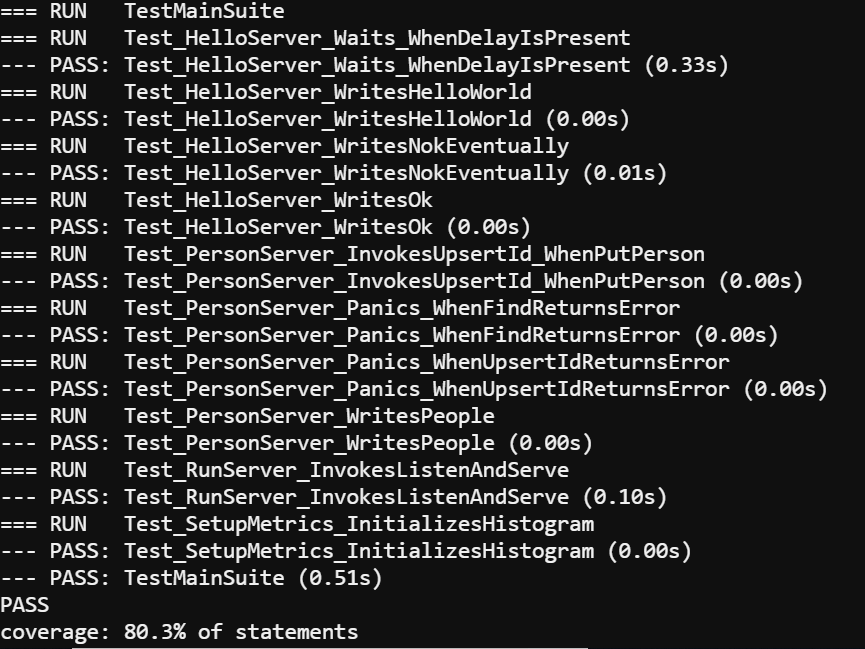 === RUN   TestMainSuite
=== RUN   Test_HelloServer_Waits_WhenDelayIsPresent
--- PASS: Test_HelloServer_Waits_WhenDelayIsPresent (0.33s)
=== RUN   Test_HelloServer_WritesHelloWorld
--- PASS: Test_HelloServer_WritesHelloWorld (0.00s)
=== RUN   Test_HelloServer_WritesNokEventually
--- PASS: Test_HelloServer_WritesNokEventually (0.01s)
=== RUN   Test_HelloServer_WritesOk
--- PASS: Test_HelloServer_WritesOk (0.00s)
=== RUN   Test_PersonServer_InvokesUpsertId_WhenPutPerson
--- PASS: Test_PersonServer_InvokesUpsertId_WhenPutPerson (0.00s)
=== RUN   Test_PersonServer_Panics_WhenFindReturnsError
--- PASS: Test_PersonServer_Panics_WhenFindReturnsError (0.00s)
=== RUN   Test_PersonServer_Panics_WhenUpsertIdReturnsError
--- PASS: Test_PersonServer_Panics_WhenUpsertIdReturnsError (0.00s)
=== RUN   Test_PersonServer_WritesPeople
--- PASS: Test_PersonServer_WritesPeople (0.00s)
=== RUN   Test_RunServer_InvokesListenAndServe
--- PASS: Test_RunServer_InvokesListenAndServe (0.10s)
=== RUN   Test_SetupMetrics_InitializesHistogram
--- PASS: Test_SetupMetrics_InitializesHistogram (0.00s)
--- PASS: TestMainSuite (0.51s)
PASS
coverage: 80.3% of statements